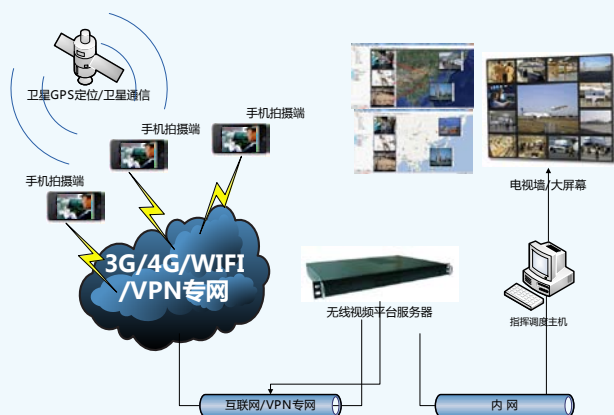 卫星GPS定位/卫星通信
手机拍摄端
手机拍摄端
手机拍摄端
3G/4G/WIFI
/VPN专网
电视墙/大屏幕
无线视频平台服务器
指挥调度主机
互联网/VPN专网
内 网